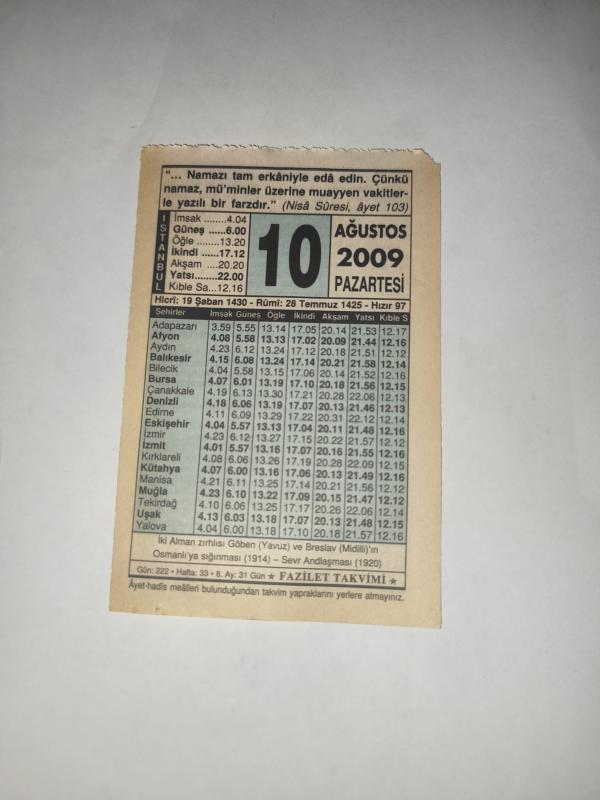 "... Namazı tam erkâniyle edâ edin. Çünkü
namaz, mü'minler üzerine muayyen vakitler-
le yazılı bir farzdır." (Nisâ Sûresi, âyet 103)
ISTANBUL
İmsak ........4.04
Güneş ......6.00
Öğle ........13.20
İkindi ......17.12
Akşam ....20.20
Yatsı........22.00
Kıble Sa...12.16
10
AĞUSTOS
2009
PAZARTESİ
Hicrî: 19 Şaban 1430 - Rûmî: 28 Temmuz 1425 - Hızır 97
Şehirler İmsak Güneş Öğle İkindi Akşam Yatsı Kıble S
Adapazarı 3.59 5.55 13.14 17.05 20.14 21.53 12.17
Afyon 4.08 5.58 13.13 17.02 20.09 21.44 12.16
Aydın 4.23 6.12 13.24 17.12 20.18 21.51 12.12
Balıkesir 4.15 6.08 13.24 17.14 20.21 21.58 12.14
Bilecik 4.04 5.58 13.15 17.06 20.14 21.52 12.16
Bursa 4.07 6.01 13.19 17.10 20.18 21.56 12.15
Çanakkale 4.19 6.13 13.30 17.21 20.28 22.06 12.13
Denizli 4.18 6.06 13.19 17.07 20.13 21.46 12.13
Edirne 4.11 6.09 13.29 17.22 20.31 22.12 12.14
Eskişehir 4.04 5.57 13.13 17.04 20.11 21.48 12.16
İzmir 4.23 6.12 13.27 17.15 20.22 21.57 12.12
İzmit 4.01 5.57 13.16 17.07 20.16 21.55 12.16
Kırklareli 4.08 6.06 13.26 17.19 20.28 22.09 12.15
Kütahya 4.07 6.00 13.16 17.06 20.13 21.49 12.16
Manisa 4.21 6.11 13.25 17.14 20.21 21.56 12.12
Muğla 4.23 6.10 13.22 17.09 20.15 21.47 12.12
Tekirdağ 4.10 6.06 13.25 17.17 20.26 22.06 12.14
Uşak 4.13 6.03 13.18 17.07 20.13 21.48 12.15
Yalova 4.04 6.00 13.18 17.10 20.18 21.57 12.16
İki Alman zırhlısı Göben (Yavuz) ve Breslav (Midilli)'ın
Osmanlı'ya sığınması (1914) – Sevr Andlaşması (1920)
Gün: 222 • Hafta: 33 • 8. Ay: 31 Gün ★ FAZİLET TAKVİMİ ★
Âyet-hadîs meâlleri bulunduğundan takvim yapraklarını yerlere atmayınız.